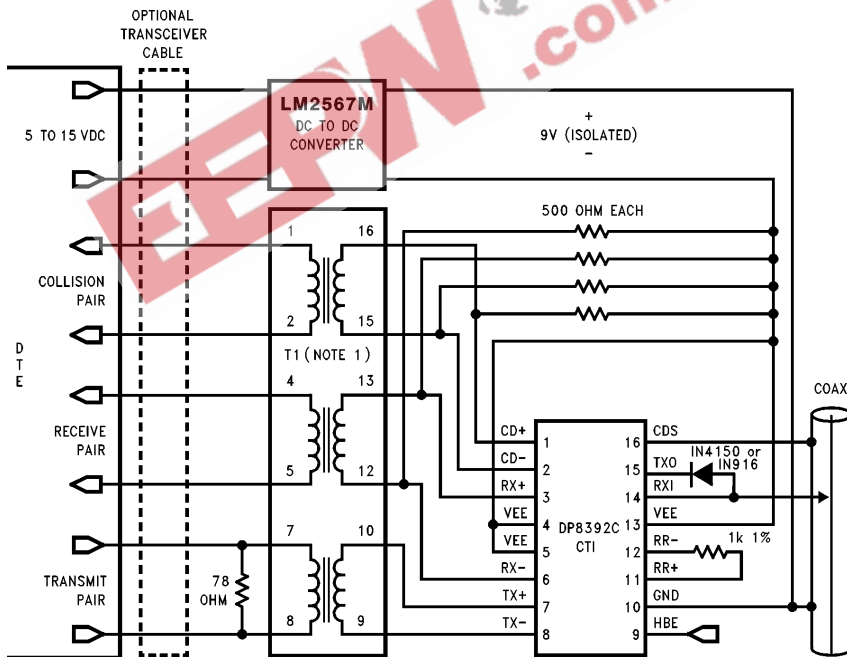 OPTIONAL
TRANSCEIVER
CABLE
EEPW.com
5 TO 15 VDC
LM2567M
DC TO DC
CONVERTER
+
9V (ISOLATED)
-
500 OHM EACH
COLLISION
PAIR
1
16
2
15
T1 (NOTE 1)
D
T
E
RECEIVE
PAIR
4
13
5
12
TRANSMIT
PAIR
78
OHM
7
10
8
9
CD+
CD-
RX+
VEE
VEE
RX-
TX+
TX-
1
2
3
4
5
6
7
8
DP8392C
CTI
16
15
14
13
12
11
10
9
CDS
TXO
RXI
VEE
RR-
RR+
GND
HBE
IN4150 or
IN916
1k 1%
COAX